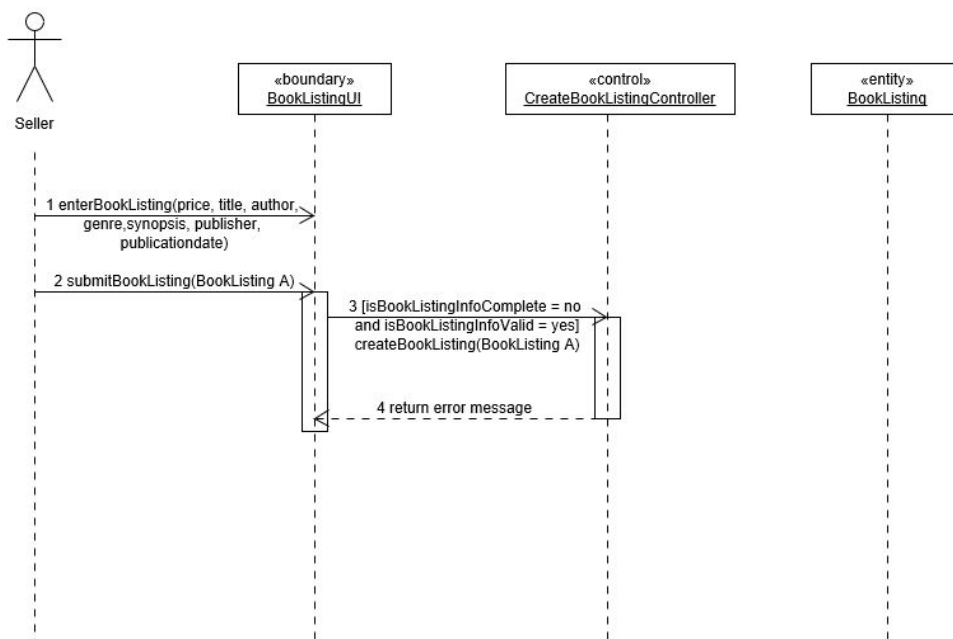 «boundary»
BookListingUI
«control»
CreateBookListingController
«entity»
BookListing
Seller
1 enterBookListing(price, title, author,
genre,synopsis, publisher,
publicationdate)
2 submitBookListing(BookListing A)
3 [isBookListingInfoComplete = no
and isBookListingInfoValid = yes]
createBookListing(BookListing A)
4 return error message